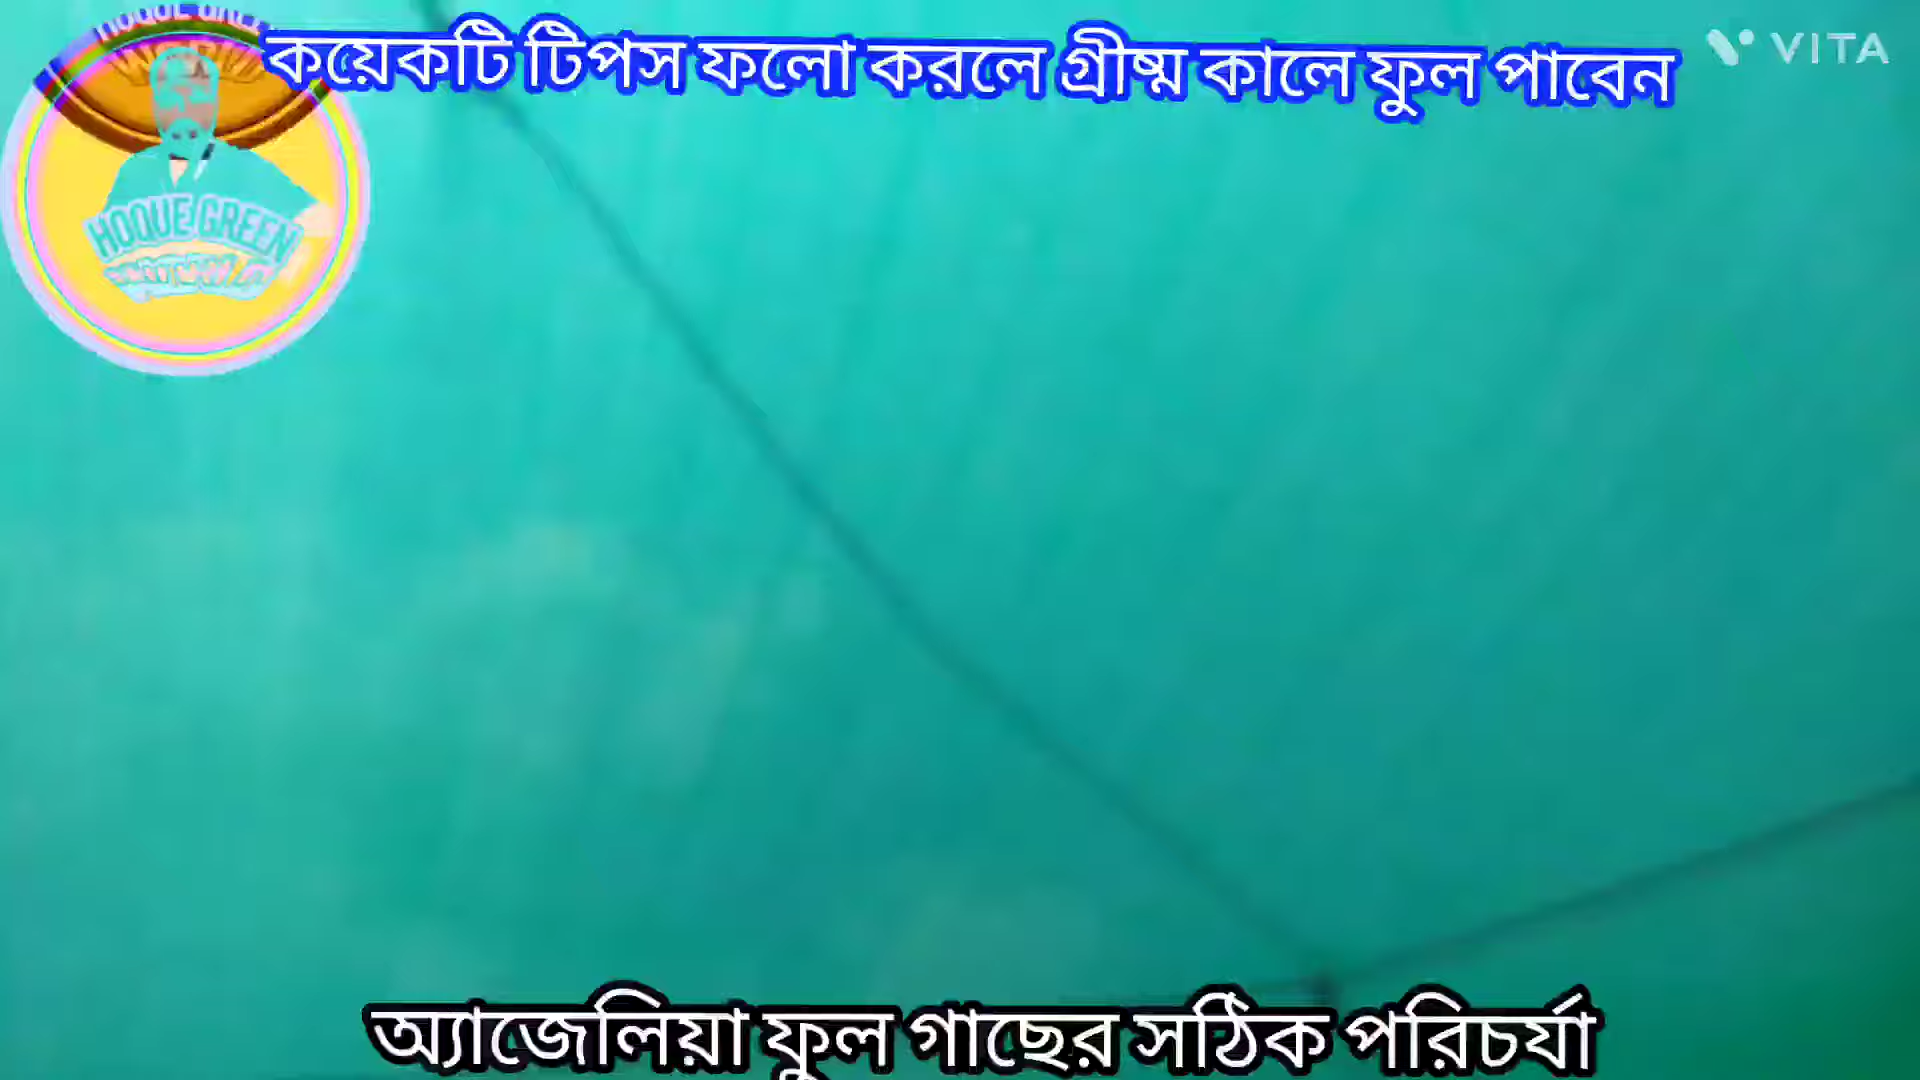 কয়েকটি টিপস ফলো করলে গ্রীষ্ম কালে ফুল পাবেন
VITA
HOQUE GREEN
অ্যাজেলিয়া ফুল গাছের সঠিক পরিচর্যা